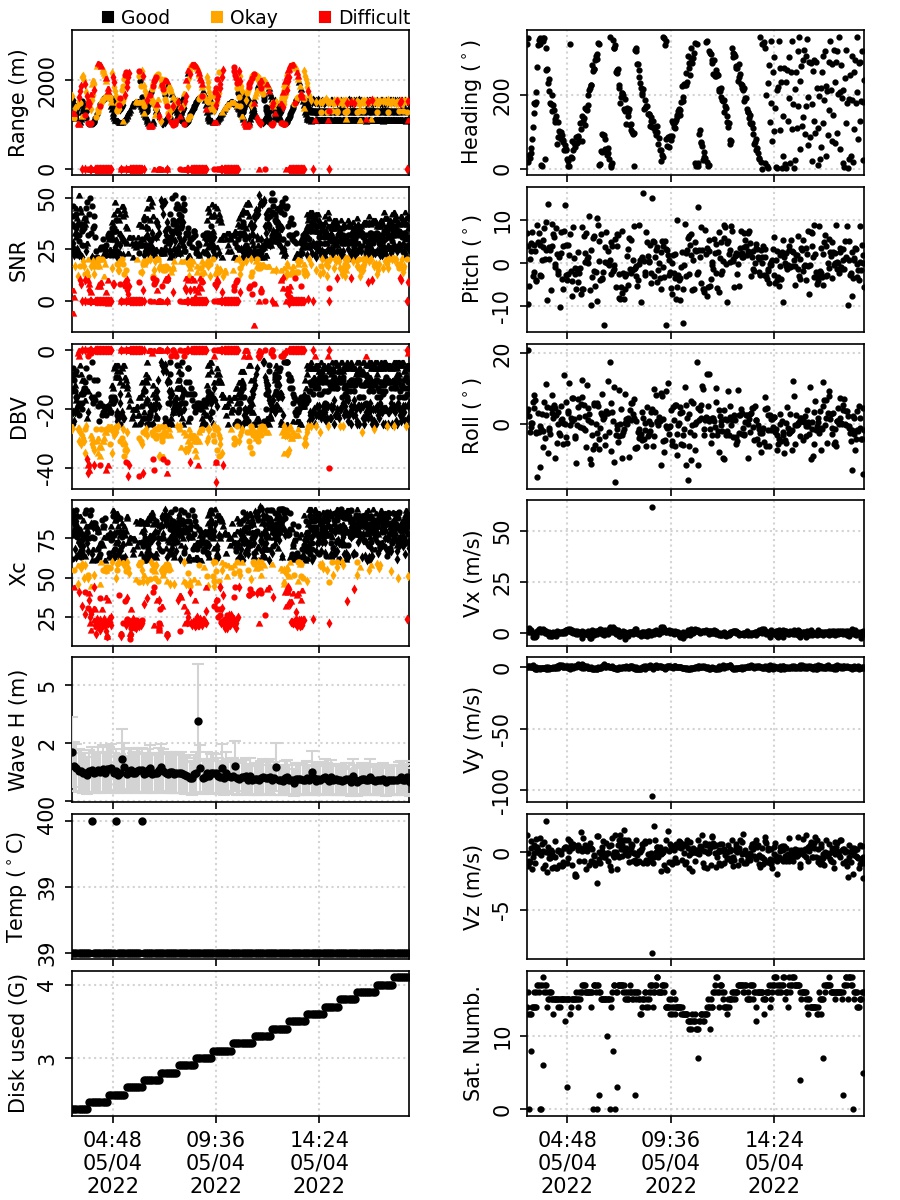 Good Okay Difficult
Range (m)
2000
0
SNR
50
25
0
DBV
0
-20
-40
Xc
75
50
25
Wave H (m)
5
2
0
Temp (°C)
400
39
39
Disk used (G)
4
3
04:48 09:36 14:24
05/04 05/04 05/04
2022 2022 2022
Heading (°)
200
0
Pitch (°)
10
0
-10
Roll (°)
20
0
Vx (m/s)
50
25
0
Vy (m/s)
0
-50
-100
Vz (m/s)
0
-5
Sat. Numb.
10
0
04:48 09:36 14:24
05/04 05/04 05/04
2022 2022 2022